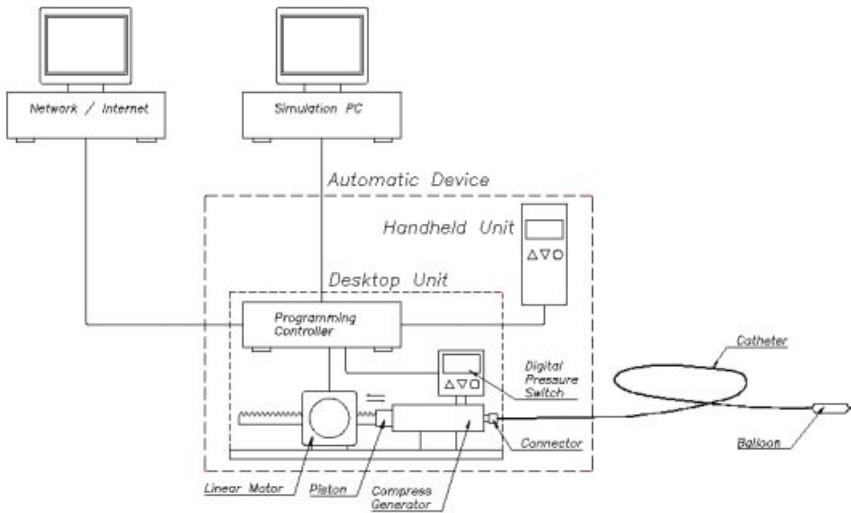 Network / Internet
Simulation PC
Automatic Device
Handheld Unit
Desktop Unit
Programming
Controller
Digital
Pressure
Switch
Catheter
Balloon
Connector
Linear Motor
Piston
Compress
Generator